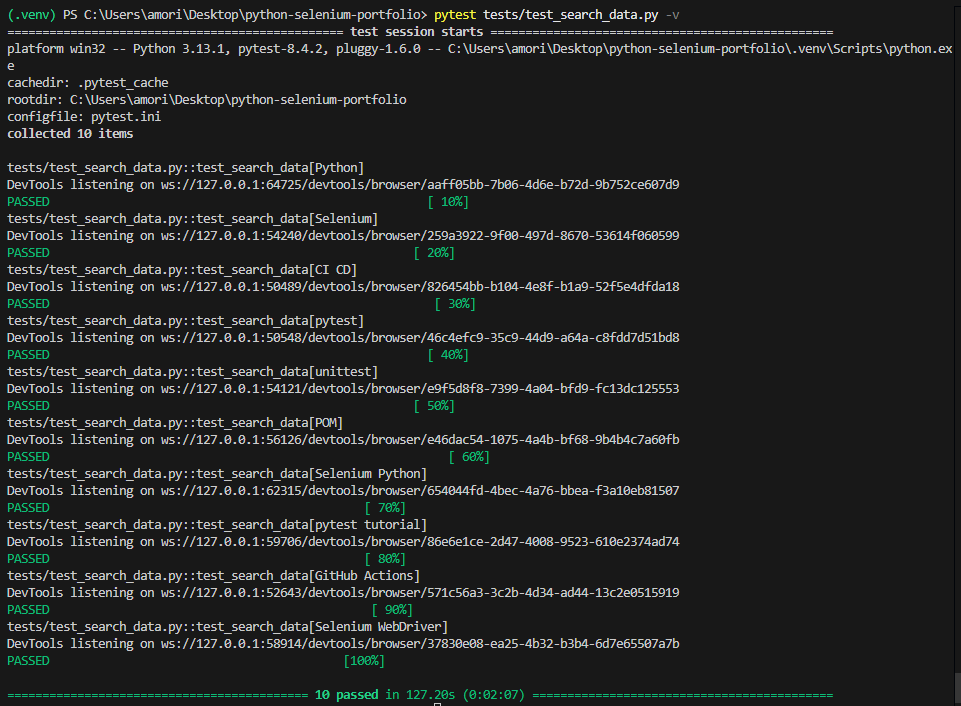 (.venv) PS C:\Users\amori\Desktop\python-selenium-portfolio> pytest tests/test_search_data.py -v
================================================ test session starts =================================================
platform win32 -- Python 3.13.1, pytest-8.4.2, pluggy-1.6.0 -- C:\Users\amori\Desktop\python-selenium-portfolio\.venv\Scripts\python.ex
e
cachedir: .pytest_cache
rootdir: C:\Users\amori\Desktop\python-selenium-portfolio
configfile: pytest.ini
collected 10 items
tests/test_search_data.py::test_search_data[Python]
DevTools listening on ws://127.0.0.1:64725/devtools/browser/aaff05bb-7b06-4d6e-b72d-9b752ce607d9
PASSED [ 10%]
tests/test_search_data.py::test_search_data[Selenium]
DevTools listening on ws://127.0.0.1:54240/devtools/browser/259a3922-9f00-497d-8670-53614f060599
PASSED [ 20%]
tests/test_search_data.py::test_search_data[CI CD]
DevTools listening on ws://127.0.0.1:50489/devtools/browser/826454bb-b104-4e8f-b1a9-52f5e4dfda18
PASSED [ 30%]
tests/test_search_data.py::test_search_data[pytest]
DevTools listening on ws://127.0.0.1:50548/devtools/browser/46c4efc9-35c9-44d9-a64a-c8fdd7d51bd8
PASSED [ 40%]
tests/test_search_data.py::test_search_data[unittest]
DevTools listening on ws://127.0.0.1:54121/devtools/browser/e9f5d8f8-7399-4a04-bfd9-fc13dc125553
PASSED [ 50%]
tests/test_search_data.py::test_search_data[POM]
DevTools listening on ws://127.0.0.1:56126/devtools/browser/e46dac54-1075-4a4b-bf68-9b4b4c7a60fb
PASSED [ 60%]
tests/test_search_data.py::test_search_data[Selenium Python]
DevTools listening on ws://127.0.0.1:62315/devtools/browser/654044fd-4bec-4a76-bbea-f3a10eb81507
PASSED [ 70%]
tests/test_search_data.py::test_search_data[pytest tutorial]
DevTools listening on ws://127.0.0.1:59706/devtools/browser/86e6e1ce-2d47-4008-9523-610e2374ad74
PASSED [ 80%]
tests/test_search_data.py::test_search_data[GitHub Actions]
DevTools listening on ws://127.0.0.1:52643/devtools/browser/571c56a3-3c2b-4d34-ad44-13c2e0515919
PASSED [ 90%]
tests/test_search_data.py::test_search_data[Selenium WebDriver]
DevTools listening on ws://127.0.0.1:58914/devtools/browser/37830e08-ea25-4b32-b3b4-6d7e65507a7b
PASSED [100%]
=========================================== 10 passed in 127.20s (0:02:07) ===========================================